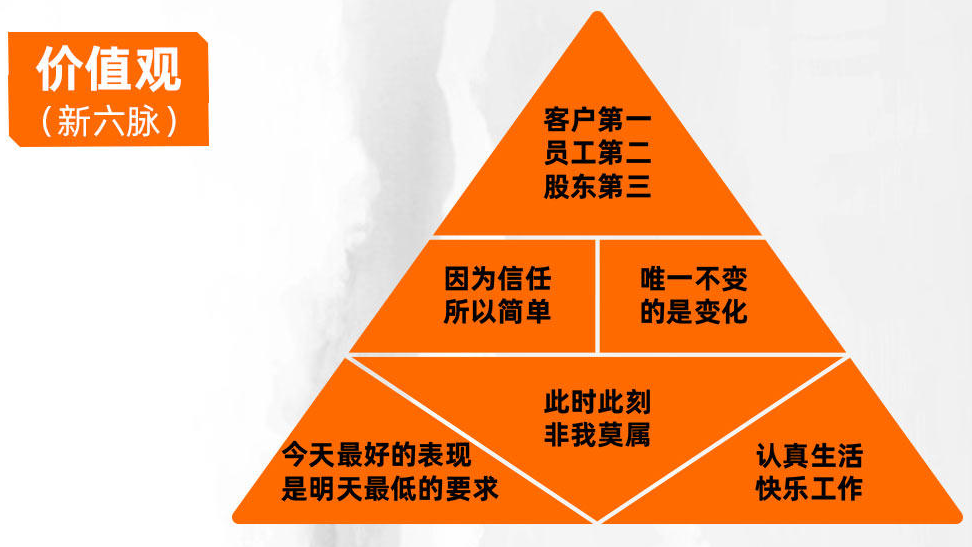 价值观
（新六脉）
客户第一
员工第二
股东第三
因为信任
所以简单
唯一不变
的是变化
此时此刻
非我莫属
今天最好的表现
是明天最低的要求
认真生活
快乐工作